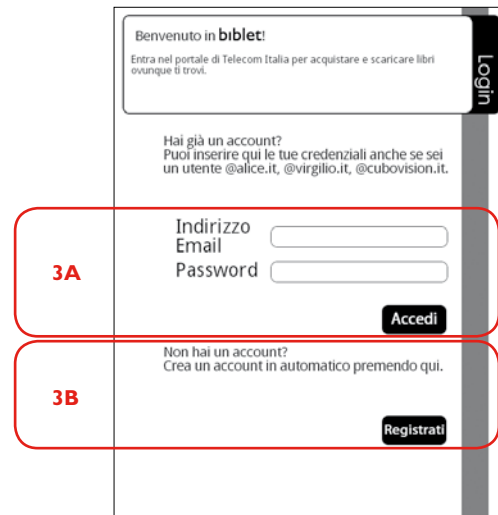 Benvenuto in bıblet!
Entra nel portale di Telecom Italia per acquistare e scaricare libri
ovunque ti trovi.
Login
Hai già un account?
Puoi inserire qui le tue credenziali anche se sei
un utente @alice.it, @virgilio.it, @cubovision.it.
3A
Indirizzo
Email
Password
Accedi
3B
Non hai un account?
Crea un account in automatico premendo qui.
Registrati